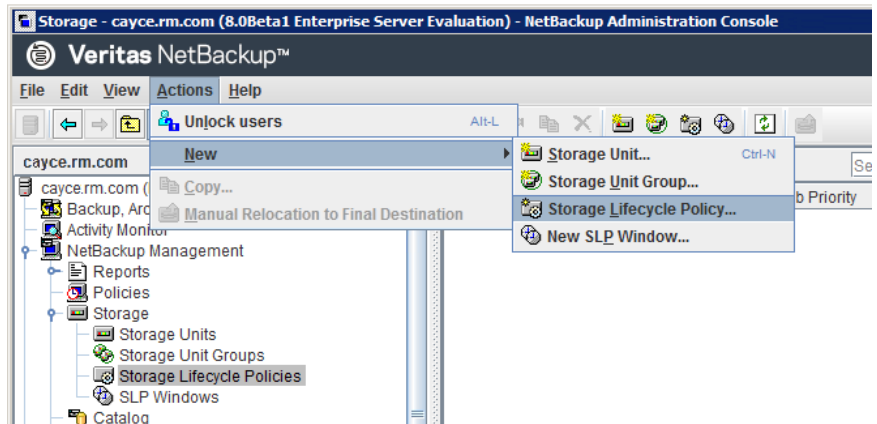 Storage - cayce.rm.com (8.0Beta1 Enterprise Server Evaluation) - NetBackup Administration Console
Veritas NetBackup™
File Edit View Actions Help
Unlock users Alt-L
New
Copy...
Manual Relocation to Final Destination
Storage Unit... Ctrl-N
Storage Unit Group...
Storage Lifecycle Policy...
New SLP Window...
Se
b Priority
cayce.rm.com
cayce.rm.com (
Backup, Arc
Activity Monitor
NetBackup Management
Reports
Policies
Storage
Storage Units
Storage Unit Groups
Storage Lifecycle Policies
SLP Windows
Catalog